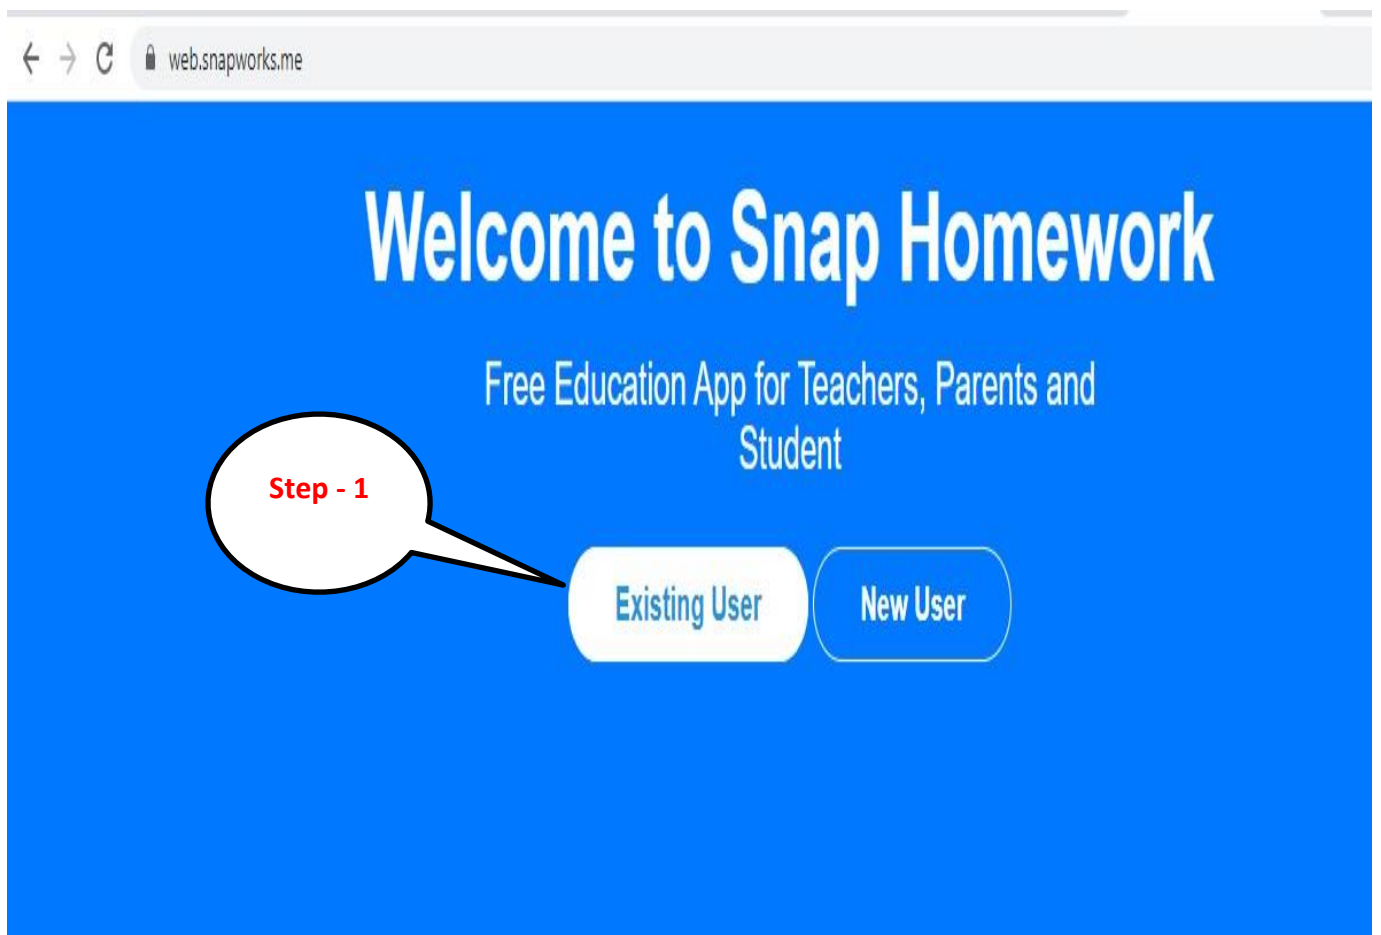 web.snapworks.me
Welcome to Snap Homework
Free Education App for Teachers, Parents and
Student
Step - 1
Existing User
New User